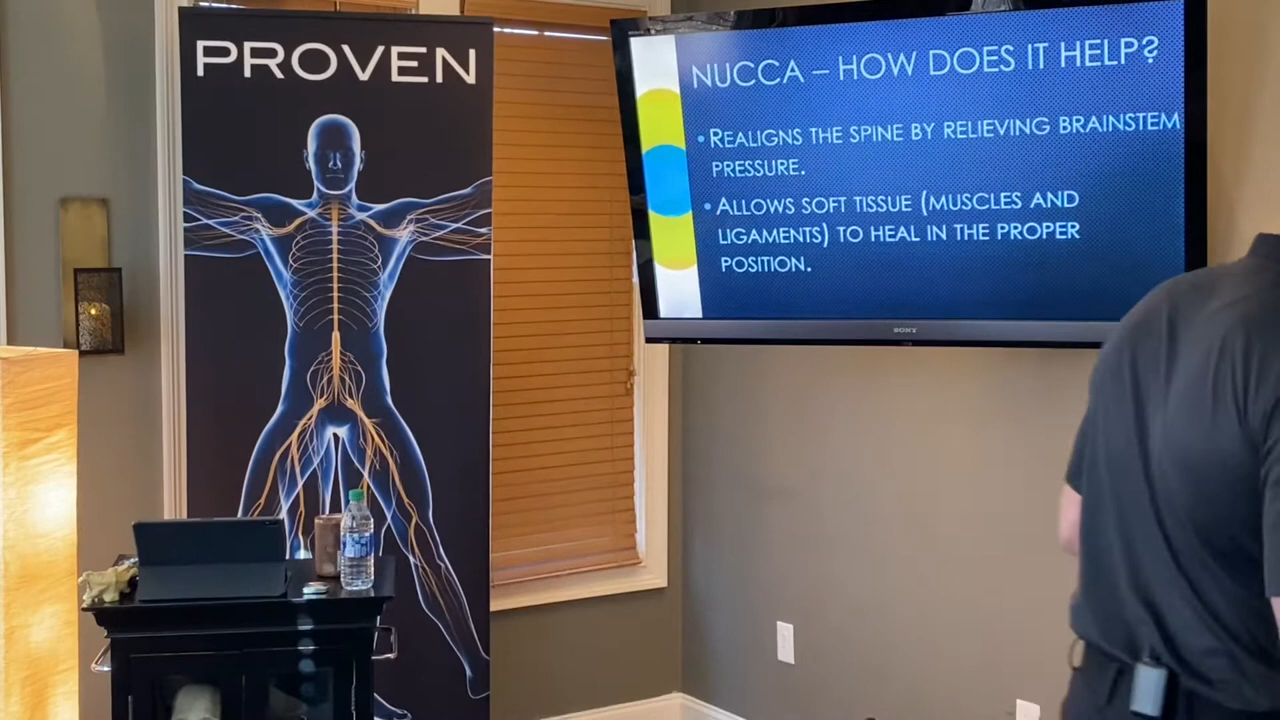 PROVEN
NUCCA – HOW DOES IT HELP?
• REALIGNS THE SPINE BY RELIEVING BRAINSTEM
PRESSURE.
• ALLOWS SOFT TISSUE (MUSCLES AND
LIGAMENTS) TO HEAL IN THE PROPER
POSITION.
SONY